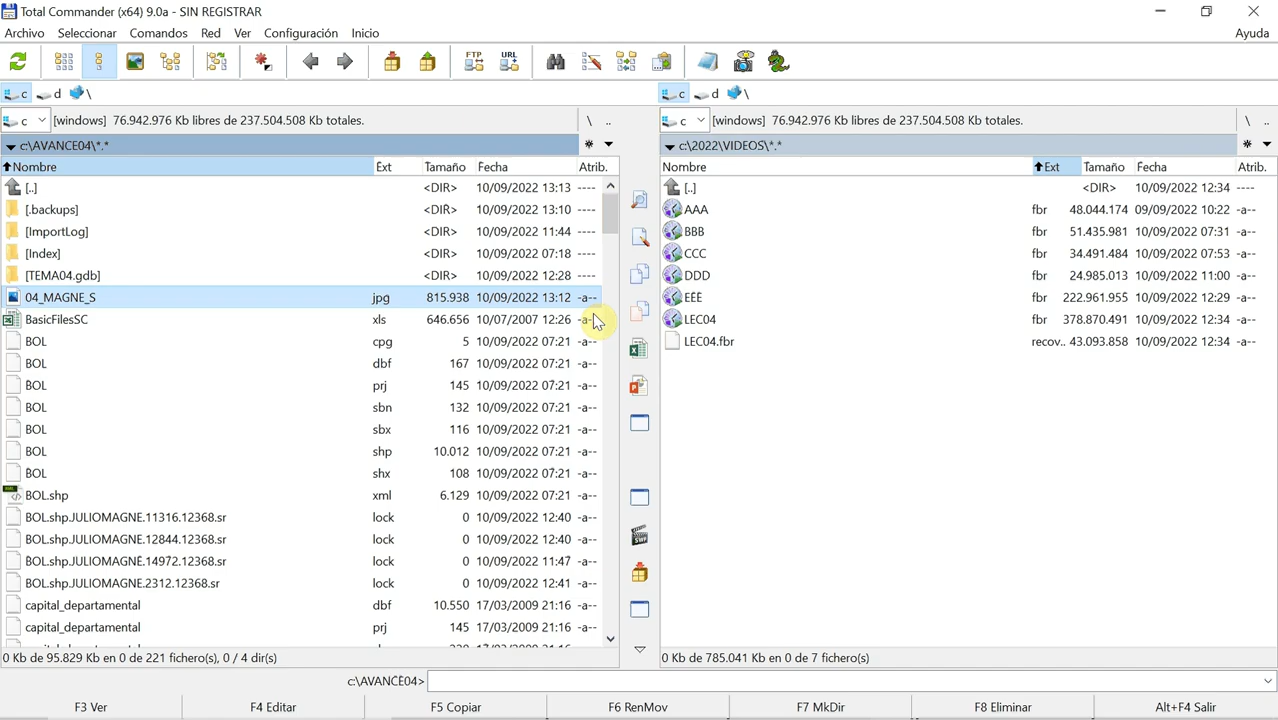 Total Commander (x64) 9.0a - SIN REGISTRAR
Archivo Seleccionar Comandos Red Ver Configuración Inicio Ayuda
FTP URL
c d \
c d \
c [windows] 76.942.976 Kb libres de 237.504.508 Kb totales. \ ..
c [windows] 76.942.976 Kb libres de 237.504.508 Kb totales. \ ..
c:\AVANCE04\*.* *
Nombre Ext Tamaño Fecha Atrib.
[..] <DIR> 10/09/2022 13:13 ----
[.backups] <DIR> 10/09/2022 13:10 ----
[ImportLog] <DIR> 10/09/2022 11:44 ----
[Index] <DIR> 10/09/2022 07:18 ----
[TEMA04.gdb] <DIR> 10/09/2022 12:28 ----
04_MAGNE_S jpg 815.938 10/09/2022 13:12 -a--
BasicFilesSC xls 646.656 10/07/2007 12:26 -a--
BOL cpg 5 10/09/2022 07:21 -a--
BOL dbf 167 10/09/2022 07:21 -a--
BOL prj 145 10/09/2022 07:21 -a--
BOL sbn 132 10/09/2022 07:21 -a--
BOL sbx 116 10/09/2022 07:21 -a--
BOL shp 10.012 10/09/2022 07:21 -a--
BOL shx 108 10/09/2022 07:21 -a--
BOL.shp xml 6.129 10/09/2022 07:21 -a--
BOL.shp.JULIOMAGNE.11316.12368.sr lock 0 10/09/2022 12:40 -a--
BOL.shp.JULIOMAGNE.12844.12368.sr lock 0 10/09/2022 12:40 -a--
BOL.shp.JULIOMAGNE.14972.12368.sr lock 0 10/09/2022 11:47 -a--
BOL.shp.JULIOMAGNE.2312.12368.sr lock 0 10/09/2022 12:41 -a--
capital_departamental dbf 10.550 17/03/2009 21:16 -a--
capital_departamental prj 145 17/03/2009 21:16 -a--
0 Kb de 95.829 Kb en 0 de 221 fichero(s), 0 / 4 dir(s)
c:\2022\VIDEOS\*.* *
Nombre Ext Tamaño Fecha Atrib.
[..] <DIR> 10/09/2022 12:34 ----
AAA fbr 48.044.174 09/09/2022 10:22 -a--
BBB fbr 51.435.981 10/09/2022 07:31 -a--
CCC fbr 34.491.484 10/09/2022 07:53 -a--
DDD fbr 24.985.013 10/09/2022 11:00 -a--
EEE fbr 222.961.955 10/09/2022 12:29 -a--
LEC04 fbr 378.870.491 10/09/2022 12:34 -a--
LEC04.fbr recov.. 43.093.858 10/09/2022 12:34 -a--
0 Kb de 785.041 Kb en 0 de 7 fichero(s)
c:\AVANCE04>
F3 Ver F4 Editar F5 Copiar F6 RenMov F7 MkDir F8 Eliminar Alt+F4 Salir